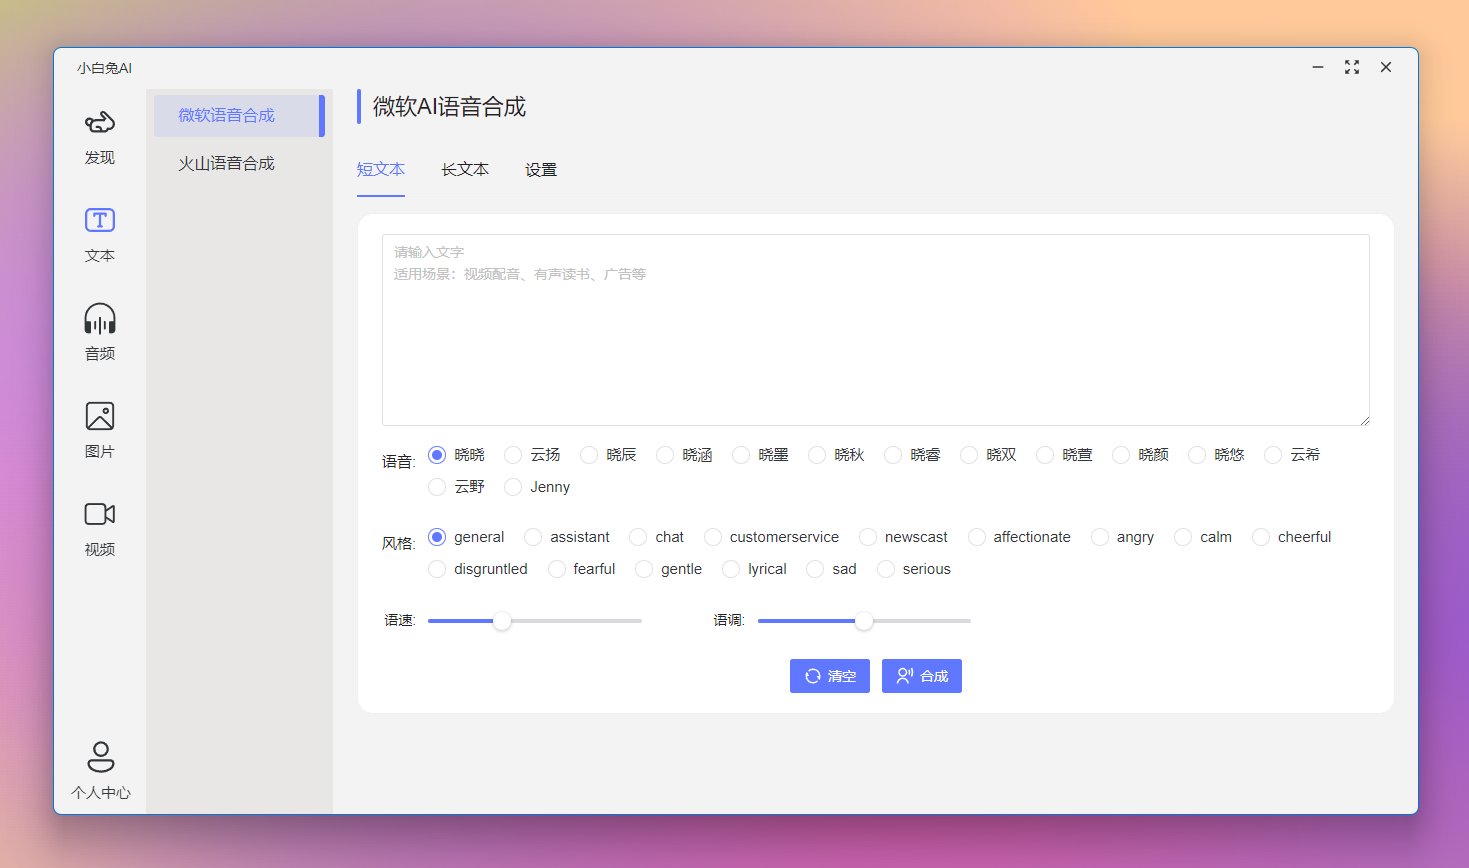 小白兔AI
发现
文本
音频
图片
视频
个人中心
微软语音合成
火山语音合成
微软AI语音合成
短文本 长文本 设置
请输入文字
适用场景：视频配音、有声读书、广告等
语音: 晓晓 云扬 晓辰 晓涵 晓墨 晓秋 晓睿 晓双 晓萱 晓颜 晓悠 云希
云野 Jenny
风格: general assistant chat customerservice newscast affectionate angry calm cheerful
disgruntled fearful gentle lyrical sad serious
语速: 语调:
清空 合成